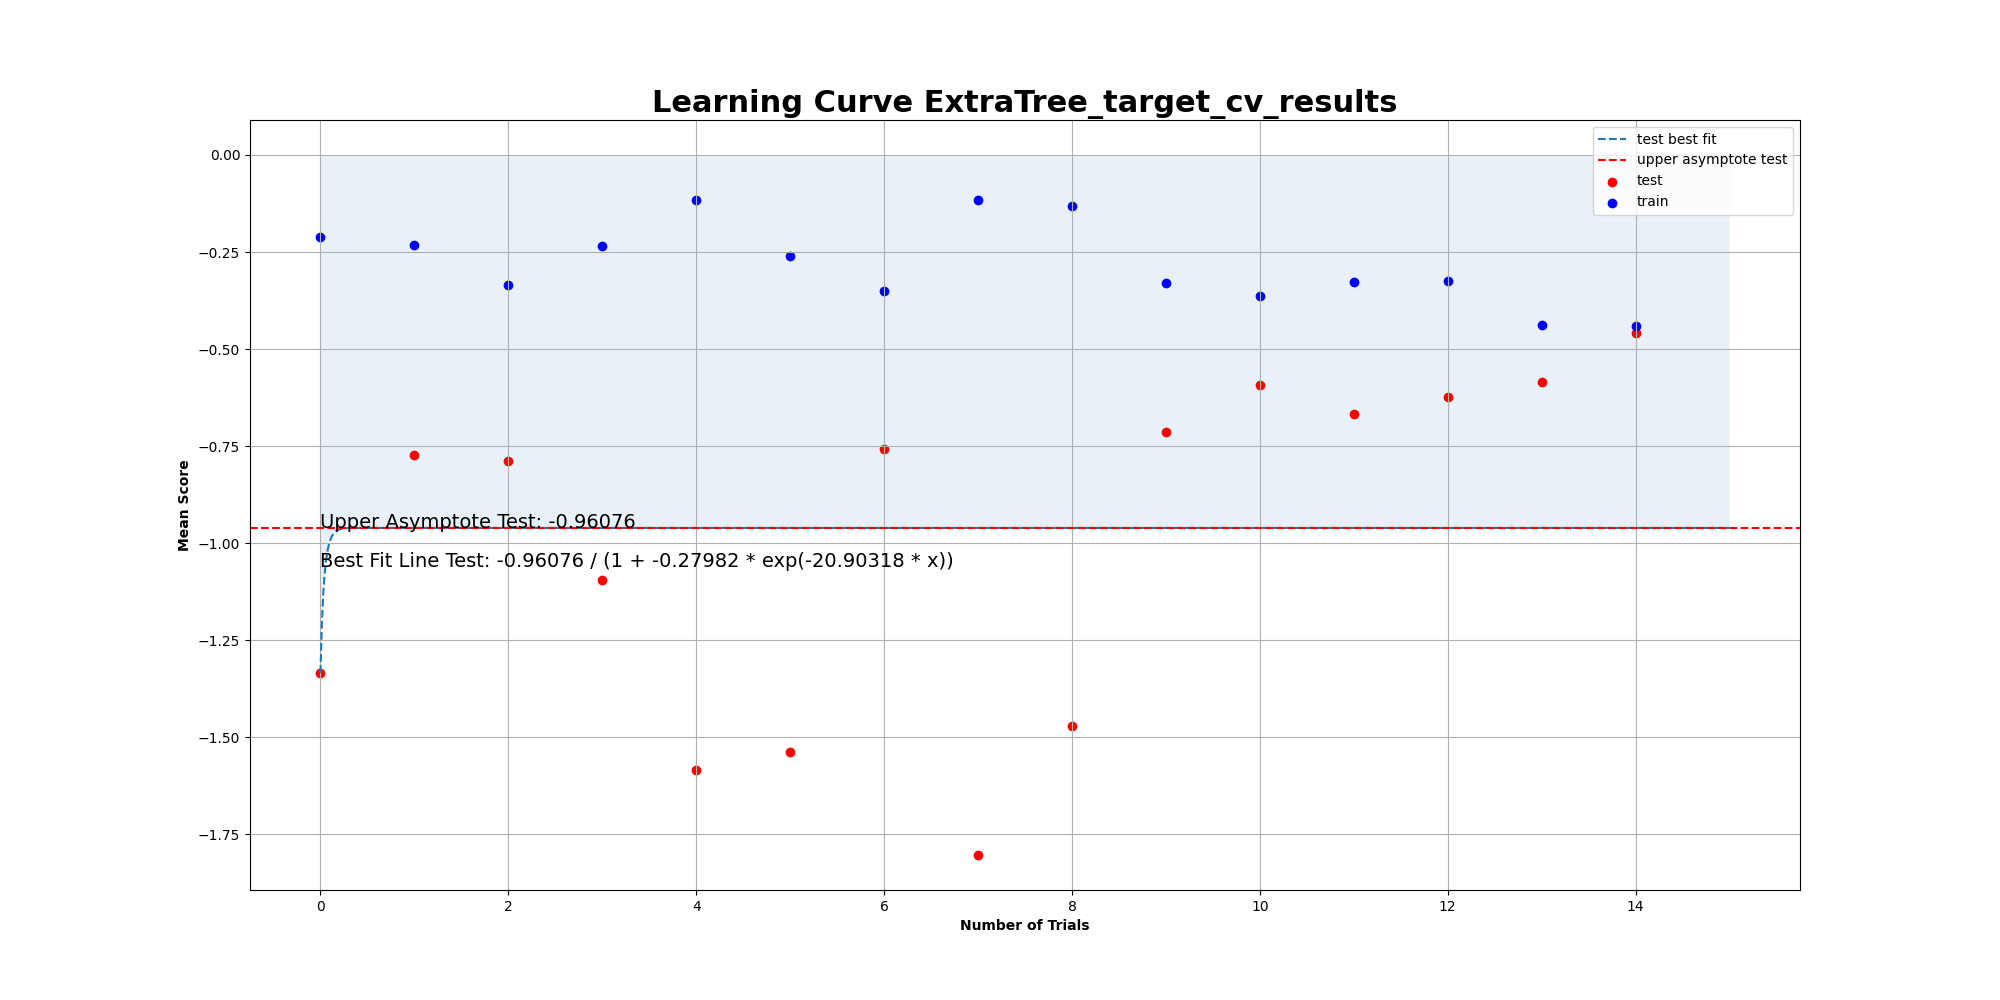 Learning Curve ExtraTree_target_cv_results
test best fit
upper asymptote test
test
train
0.00
−0.25
−0.50
−0.75
−1.00
−1.25
−1.50
−1.75
Mean Score
Upper Asymptote Test: -0.96076
Best Fit Line Test: -0.96076 / (1 + -0.27982 * exp(-20.90318 * x))
0 2 4 6 8 10 12 14
Number of Trials